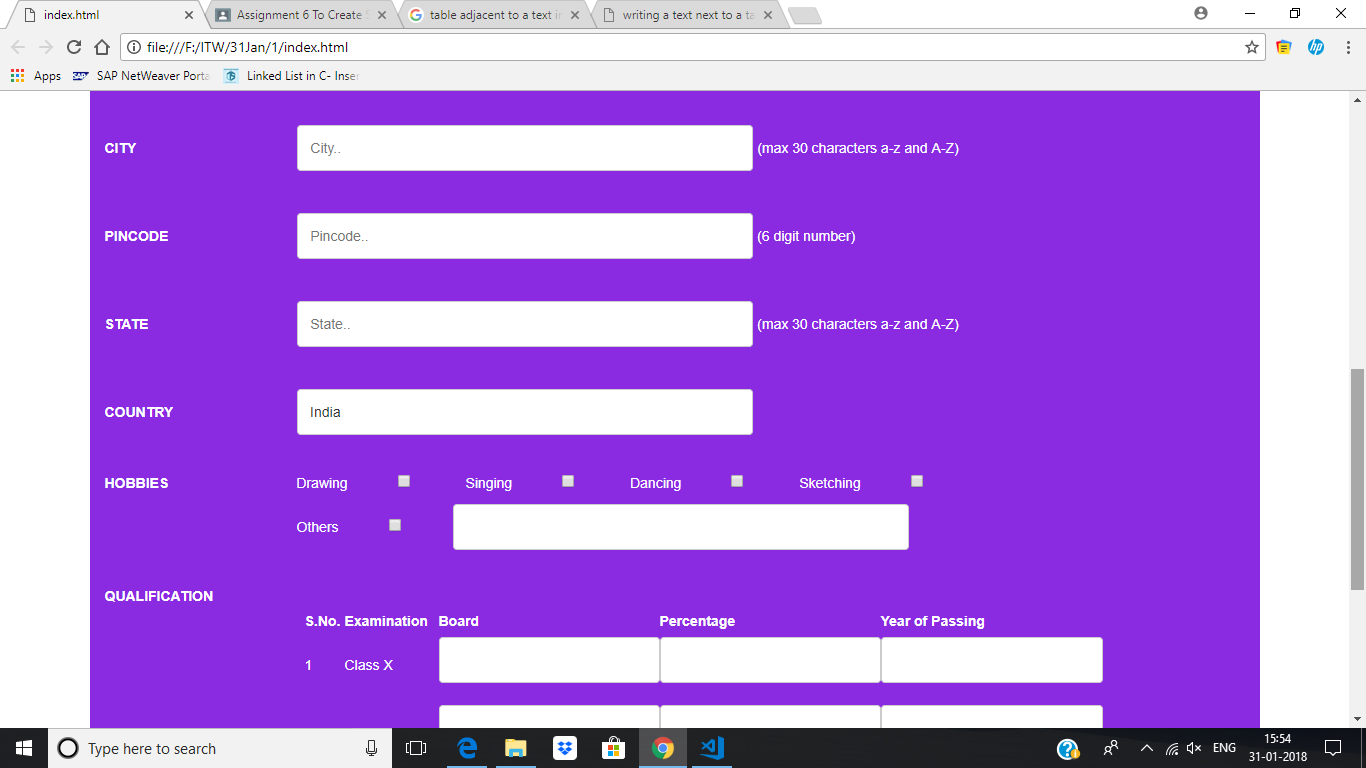 index.html
Assignment 6 To Create
table adjacent to a text in
writing a text next to a ta
file:///F:/ITW/31Jan/1/index.html
Apps
SAP NetWeaver Porta
Linked List in C- Inser
CITY City.. (max 30 characters a-z and A-Z)
PINCODE Pincode.. (6 digit number)
STATE State.. (max 30 characters a-z and A-Z)
COUNTRY India
HOBBIES Drawing Singing Dancing Sketching
Others
QUALIFICATION
S.No. Examination Board Percentage Year of Passing
1 Class X
Type here to search
ENG
15:54
31-01-2018